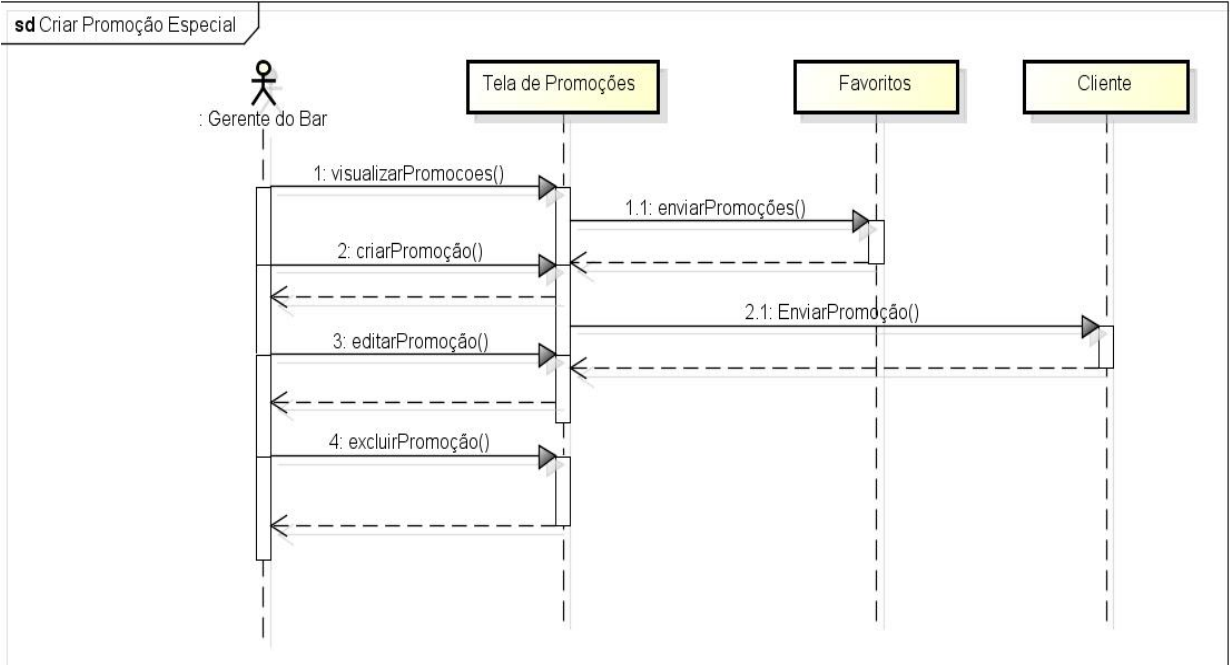 sd Criar Promoção Especial
: Gerente do Bar
Tela de Promoções
Favoritos
Cliente
1: visualizarPromocoes()
1.1: enviarPromoções()
2: criarPromoção()
2.1: EnviarPromoção()
3: editarPromoção()
4: excluirPromoção()